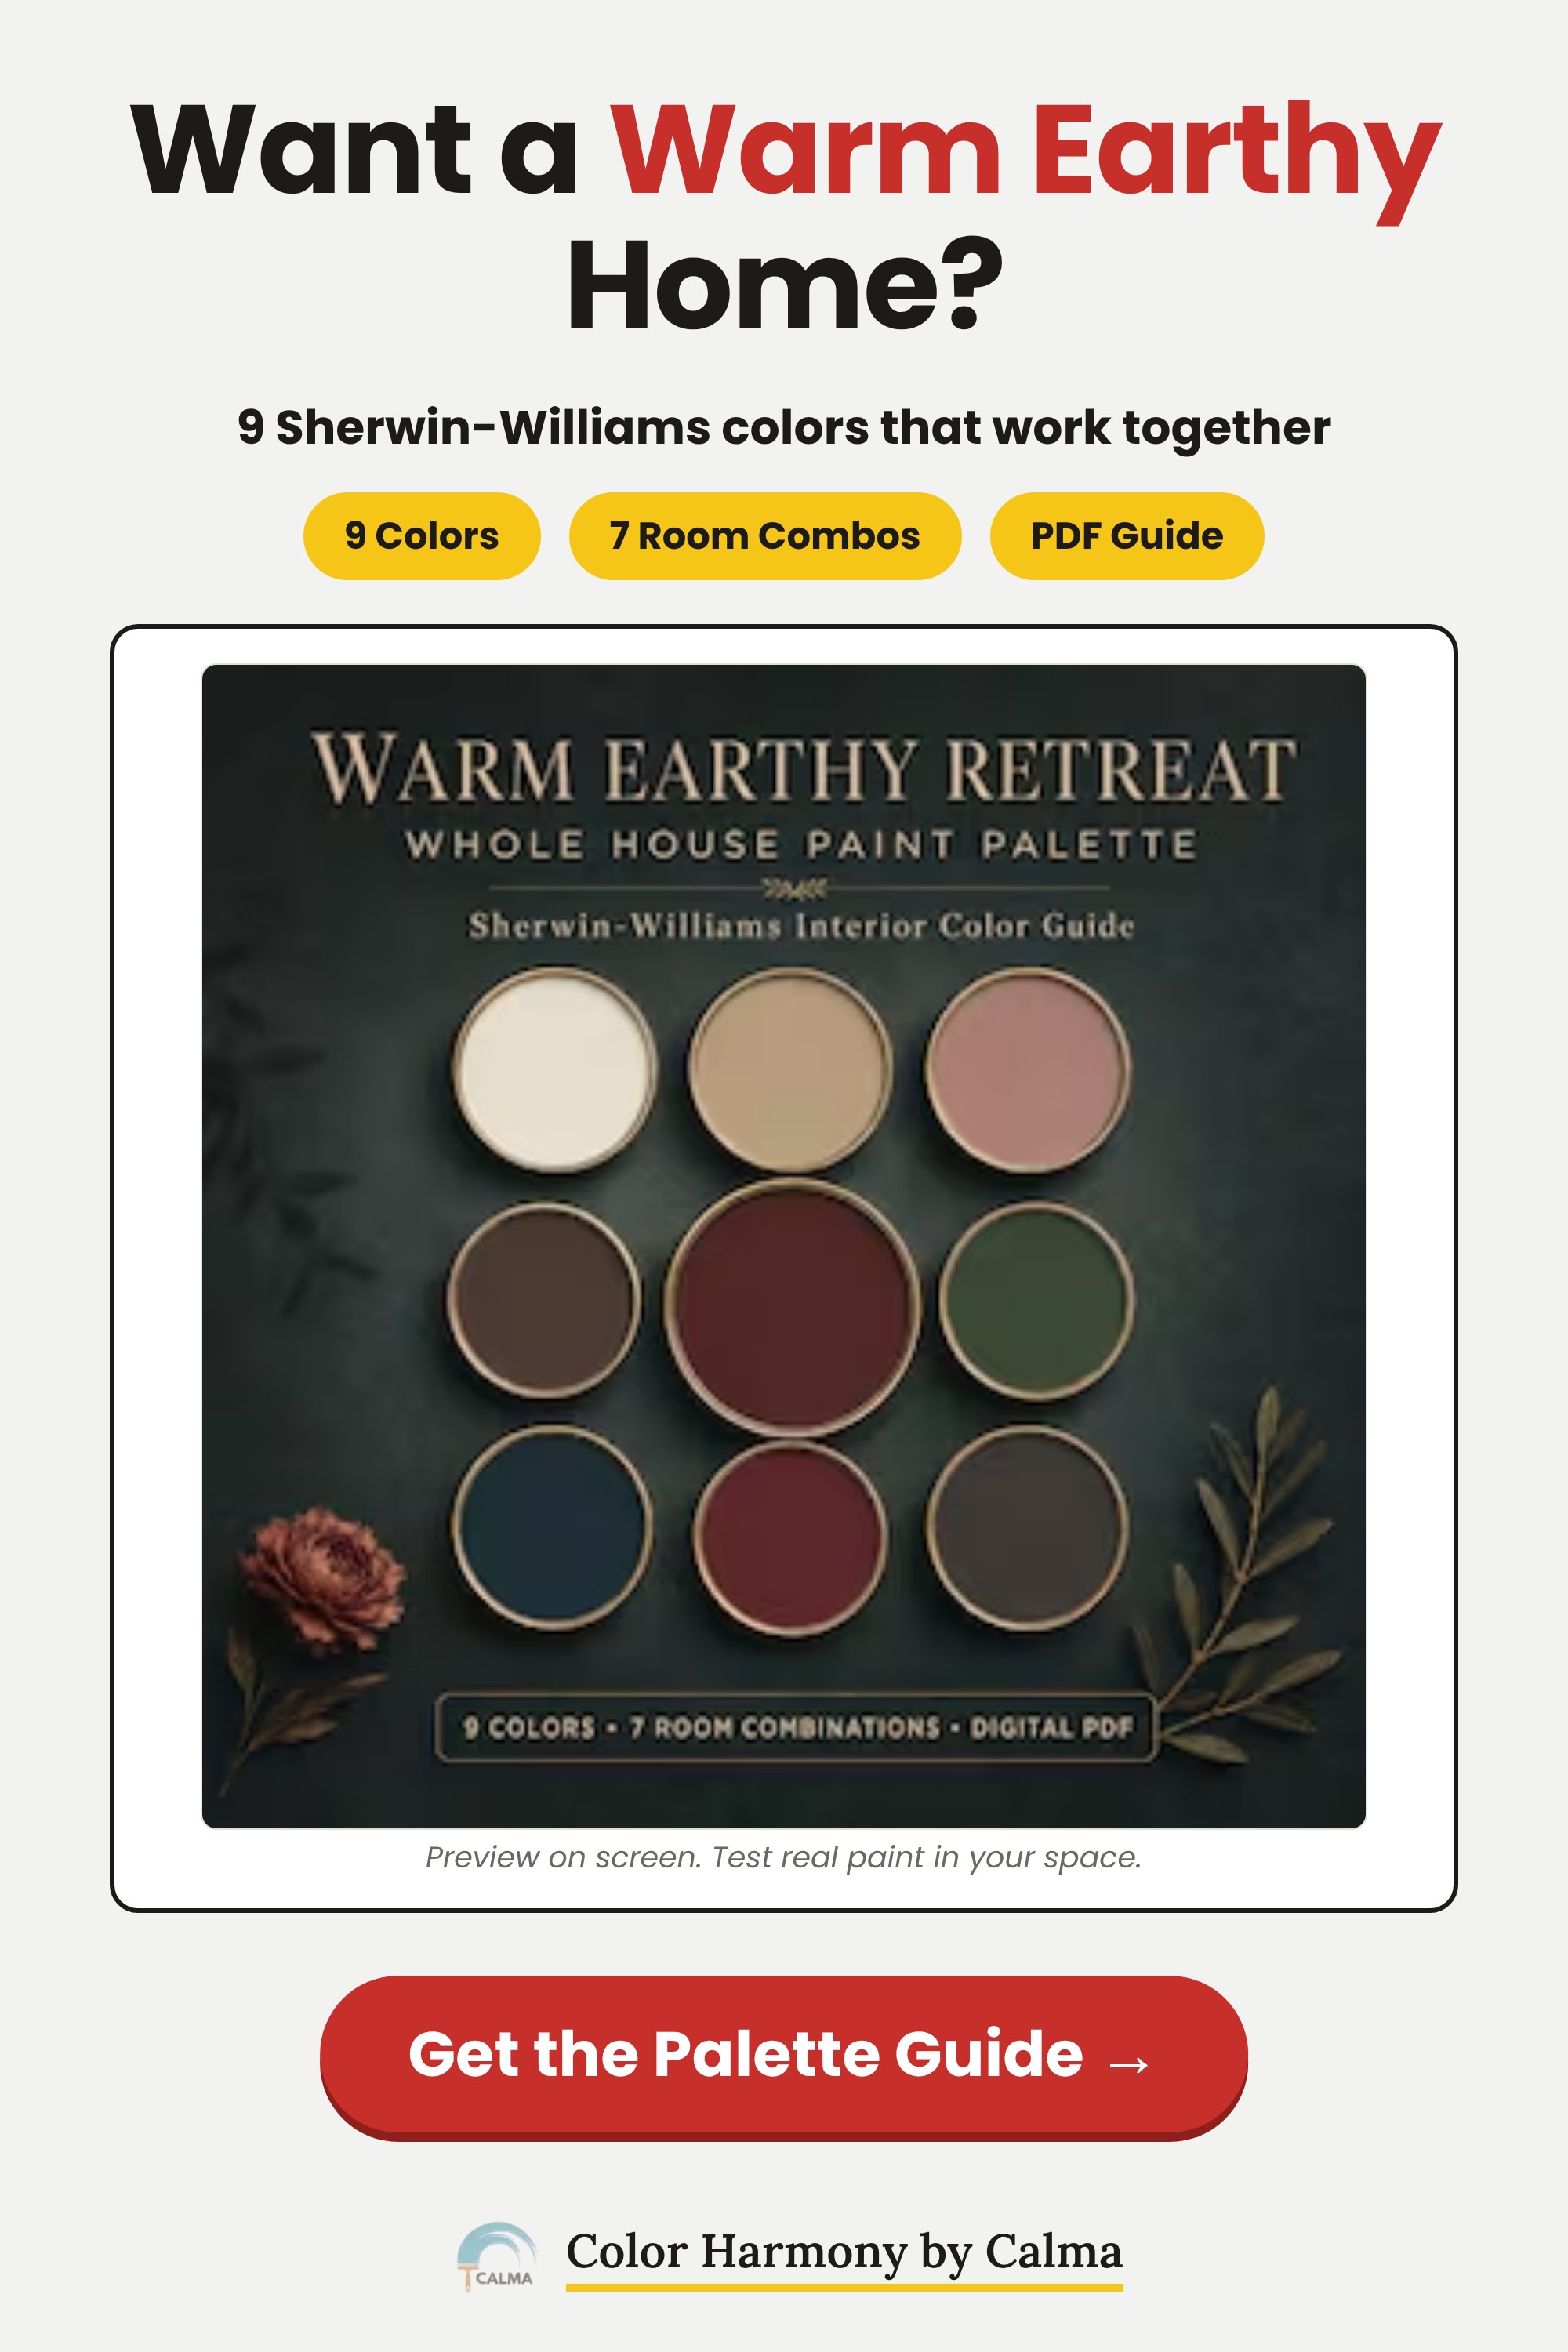 Want a Warm Earthy
Home?
9 Sherwin-Williams colors that work together
9 Colors
7 Room Combos
PDF Guide
WARM EARTHY RETREAT
WHOLE HOUSE PAINT PALETTE
Sherwin-Williams Interior Color Guide
9 COLORS • 7 ROOM COMBINATIONS • DIGITAL PDF
Preview on screen. Test real paint in your space.
Get the Palette Guide →
CALMA
Color Harmony by Calma